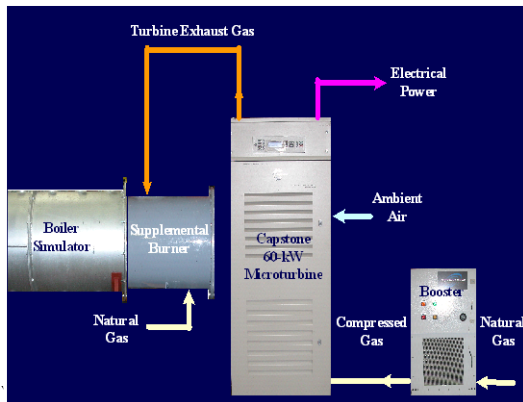 Turbine Exhaust Gas
Electrical
Power
Ambient
Air
Boiler
Simulator
Supplemental
Burner
Capstone
60-kW
Microturbine
Booster
Natural
Gas
Compressed
Gas
Natural
Gas